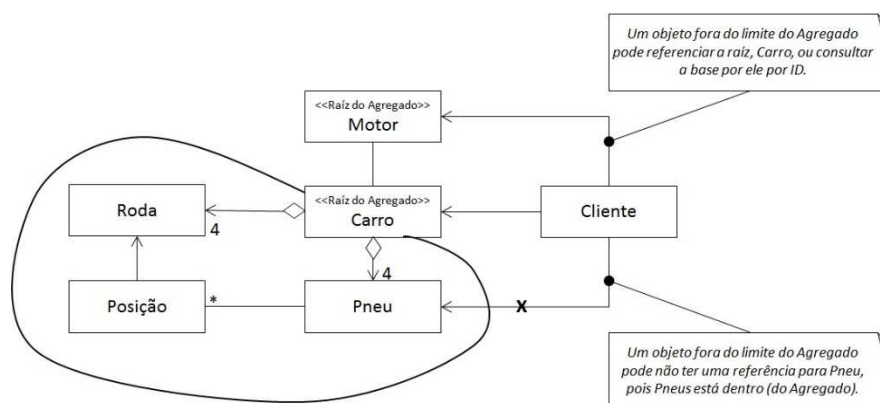 Um objeto fora do limite do Agregado
pode referenciar a raíz, Carro, ou consultar
a base por ele por ID.
<<Raíz do Agregado>>
Motor
Roda
4
<<Raíz do Agregado>>
Carro
Cliente
4
Posição
*
Pneu
X
Um objeto fora do limite do Agregado
pode não ter uma referência para Pneu,
pois Pneus está dentro (do Agregado).